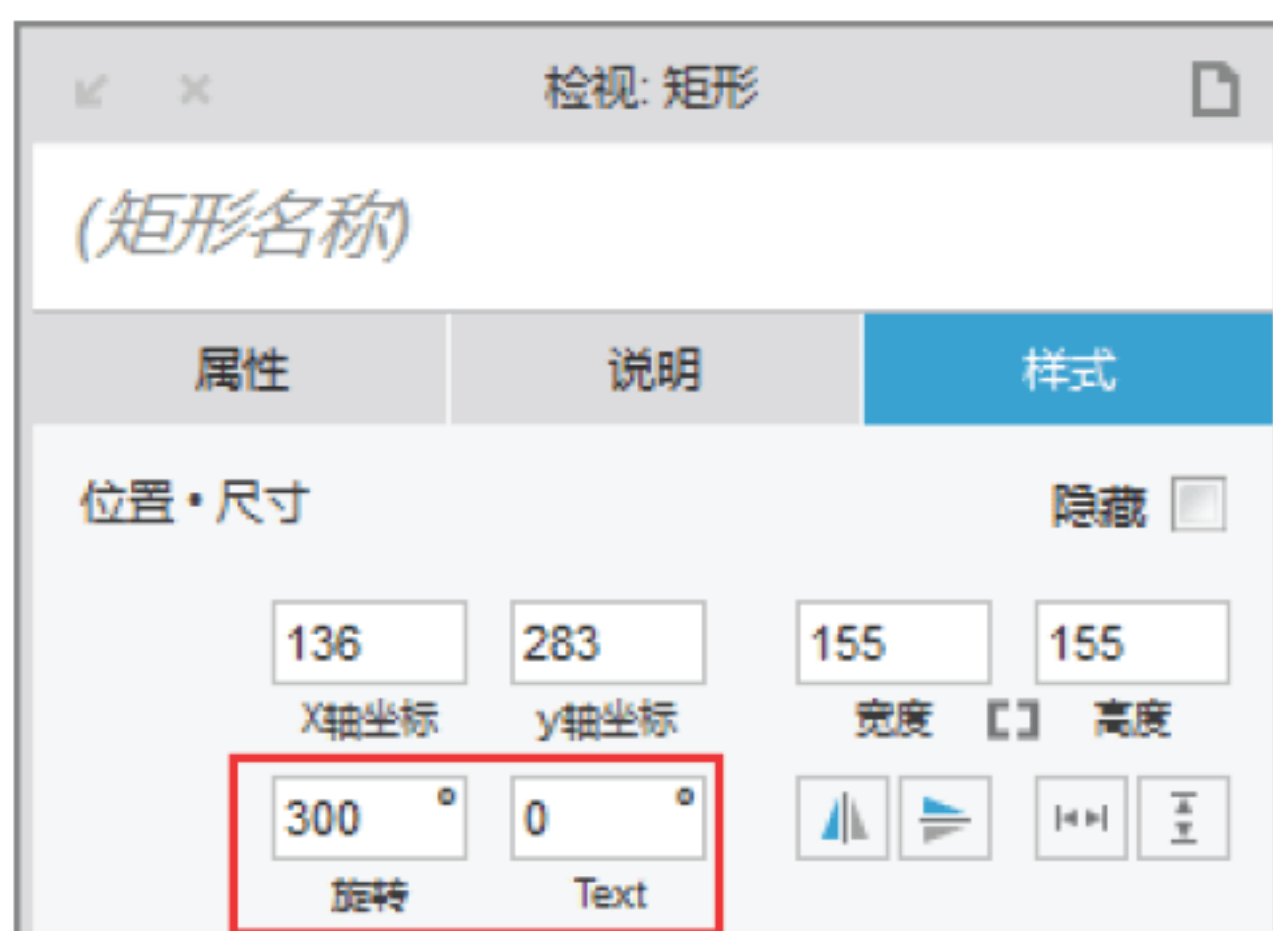 检视: 矩形
(矩形名称)
属性 说明 样式
位置·尺寸 隐藏
136 283 155 155
X轴坐标 y轴坐标 宽度 高度
300° 0°
旋转 Text